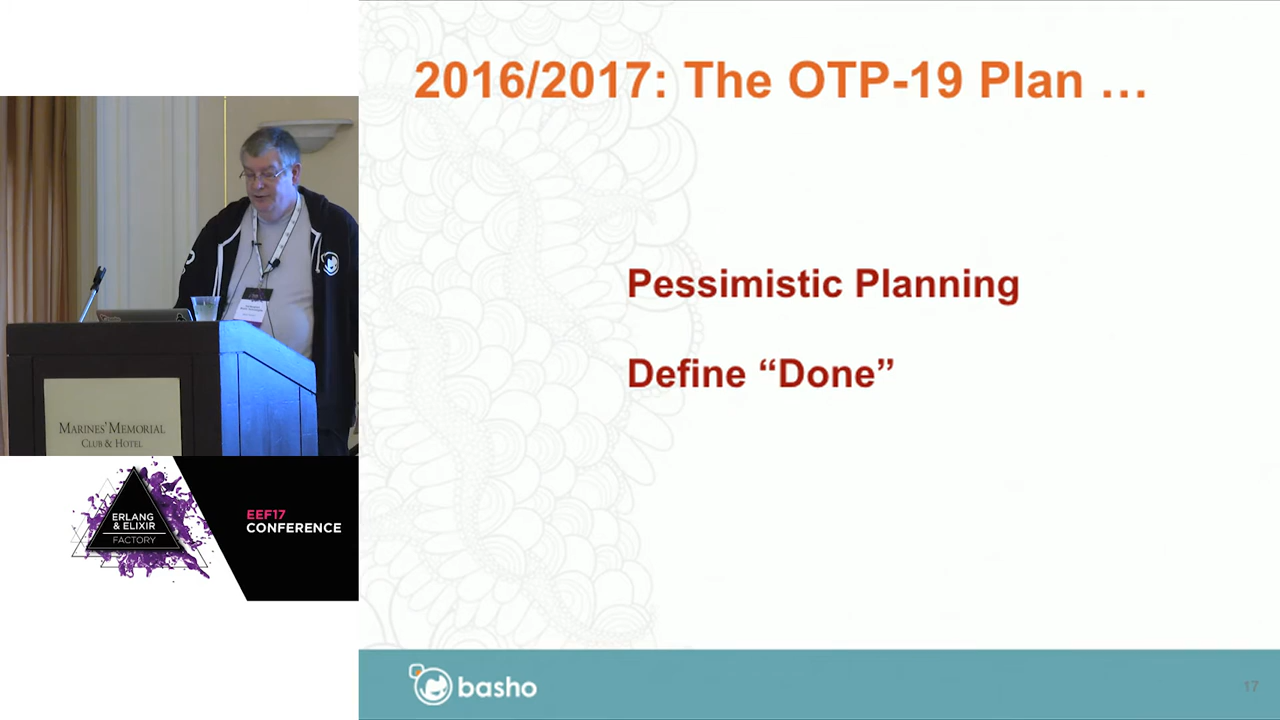 2016/2017: The OTP-19 Plan …
Pessimistic Planning
Define “Done”
MARINES’ MEMORIAL
CLUB & HOTEL
ERLANG
& ELIXIR
FACTORY
EEF17
CONFERENCE
basho
17